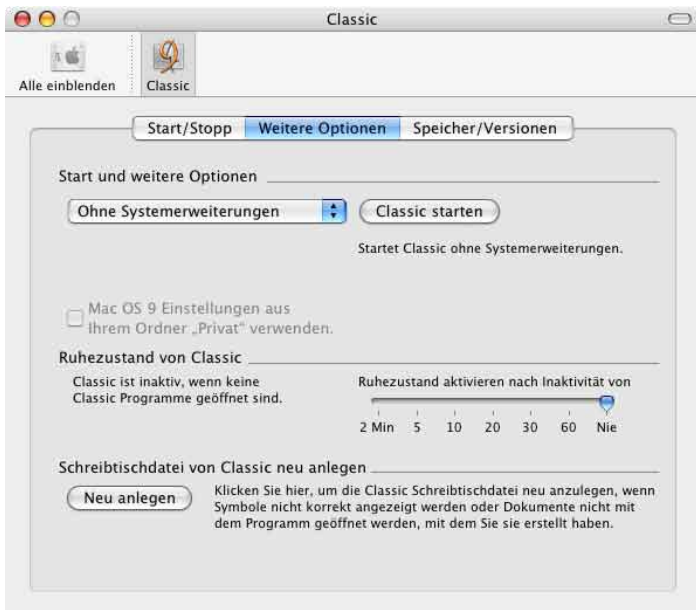 Classic
Alle einblenden
Classic
Start/Stopp
Weitere Optionen
Speicher/Versionen
Start und weitere Optionen
Ohne Systemerweiterungen
Classic starten
Startet Classic ohne Systemerweiterungen.
Mac OS 9 Einstellungen aus
Ihrem Ordner „Privat“ verwenden.
Ruhezustand von Classic
Classic ist inaktiv, wenn keine
Classic Programme geöffnet sind.
Ruhezustand aktivieren nach Inaktivität von
2 Min 5 10 20 30 60 Nie
Schreibtischdatei von Classic neu anlegen
Neu anlegen
Klicken Sie hier, um die Classic Schreibtischdatei neu anzulegen, wenn
Symbole nicht korrekt angezeigt werden oder Dokumente nicht mit
dem Programm geöffnet werden, mit dem Sie sie erstellt haben.